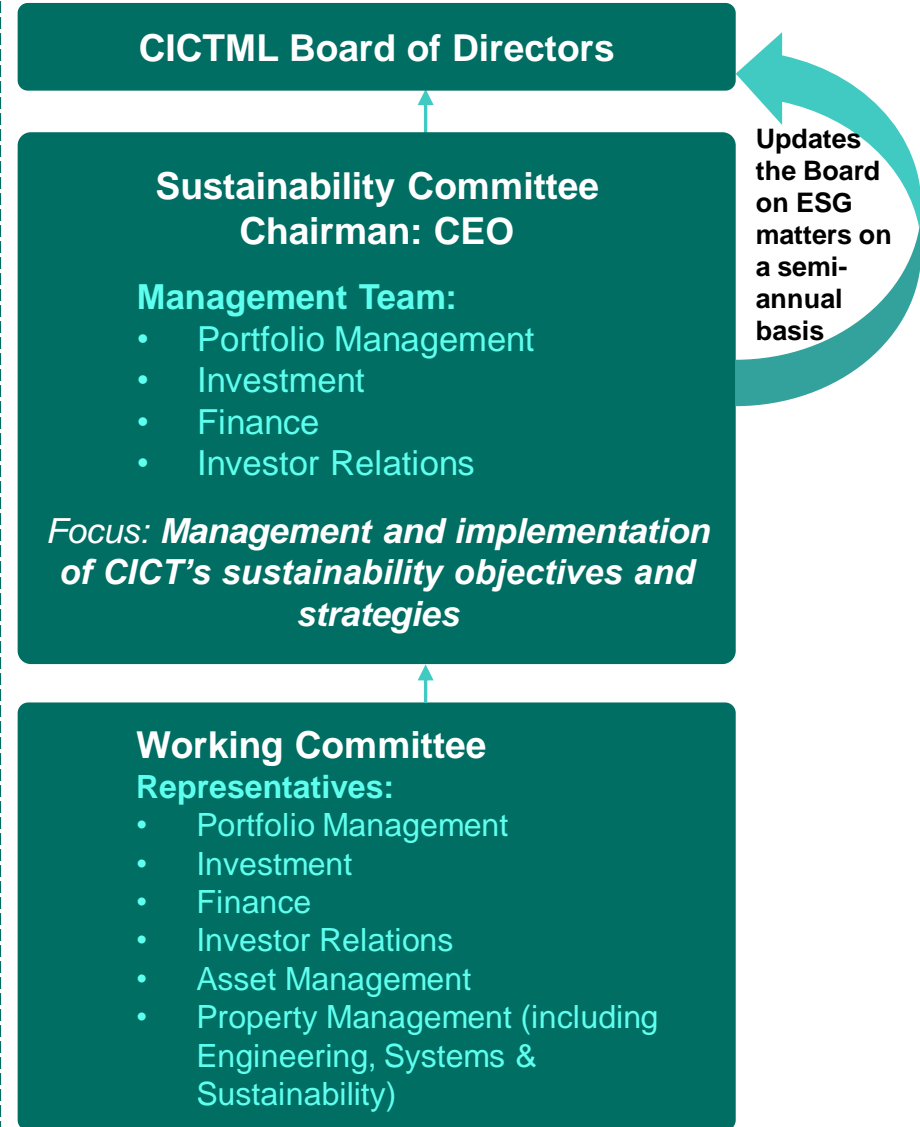 CICTML Board of Directors
Sustainability Committee
Chairman: CEO
Management Team:
• Portfolio Management
• Investment
• Finance
• Investor Relations
Focus: Management and implementation
of CICT's sustainability objectives and
strategies
Updates
the Board
on ESG
matters on
a semi-
annual
basis
Working Committee
Representatives:
• Portfolio Management
• Investment
• Finance
• Investor Relations
• Asset Management
• Property Management (including
Engineering, Systems &
Sustainability)